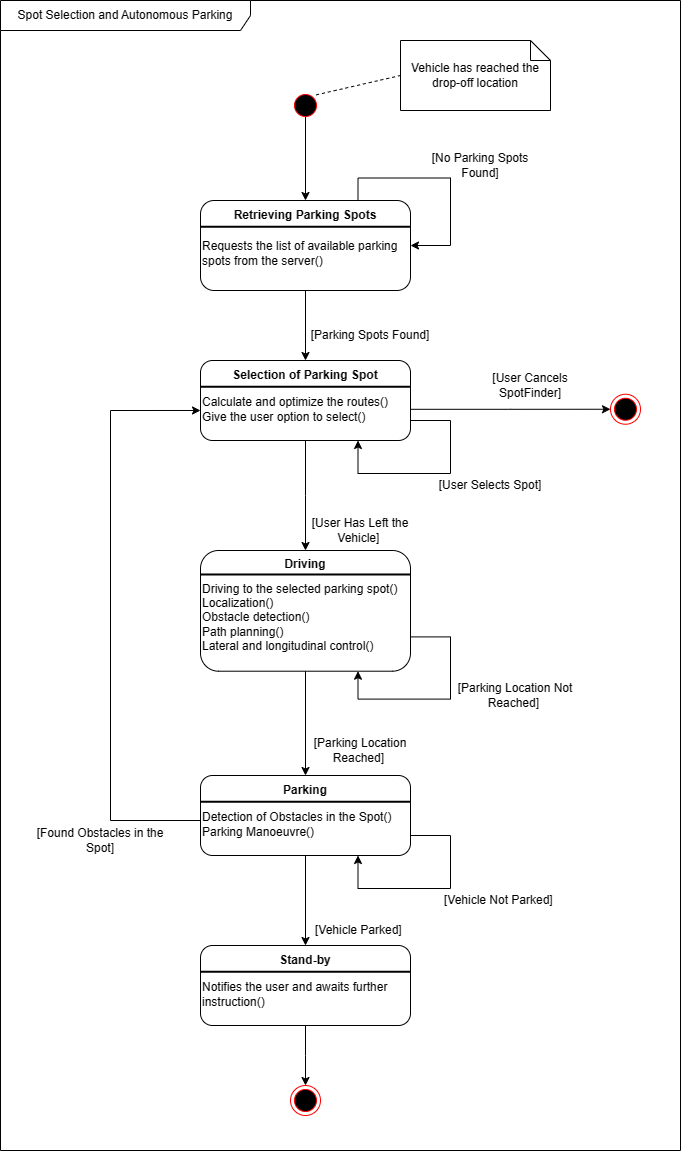 Spot Selection and Autonomous Parking
Vehicle has reached the
drop-off location
[No Parking Spots
Found]
Retrieving Parking Spots
Requests the list of available parking
spots from the server()
[Parking Spots Found]
Selection of Parking Spot
Calculate and optimize the routes()
Give the user option to select()
[User Cancels
SpotFinder]
[User Selects Spot]
[User Has Left the
Vehicle]
Driving
Driving to the selected parking spot()
Localization()
Obstacle detection()
Path planning()
Lateral and longitudinal control()
[Parking Location Not
Reached]
[Parking Location
Reached]
Parking
Detection of Obstacles in the Spot()
Parking Manoeuvre()
[Found Obstacles in the
Spot]
[Vehicle Not Parked]
[Vehicle Parked]
Stand-by
Notifies the user and awaits further
instruction()